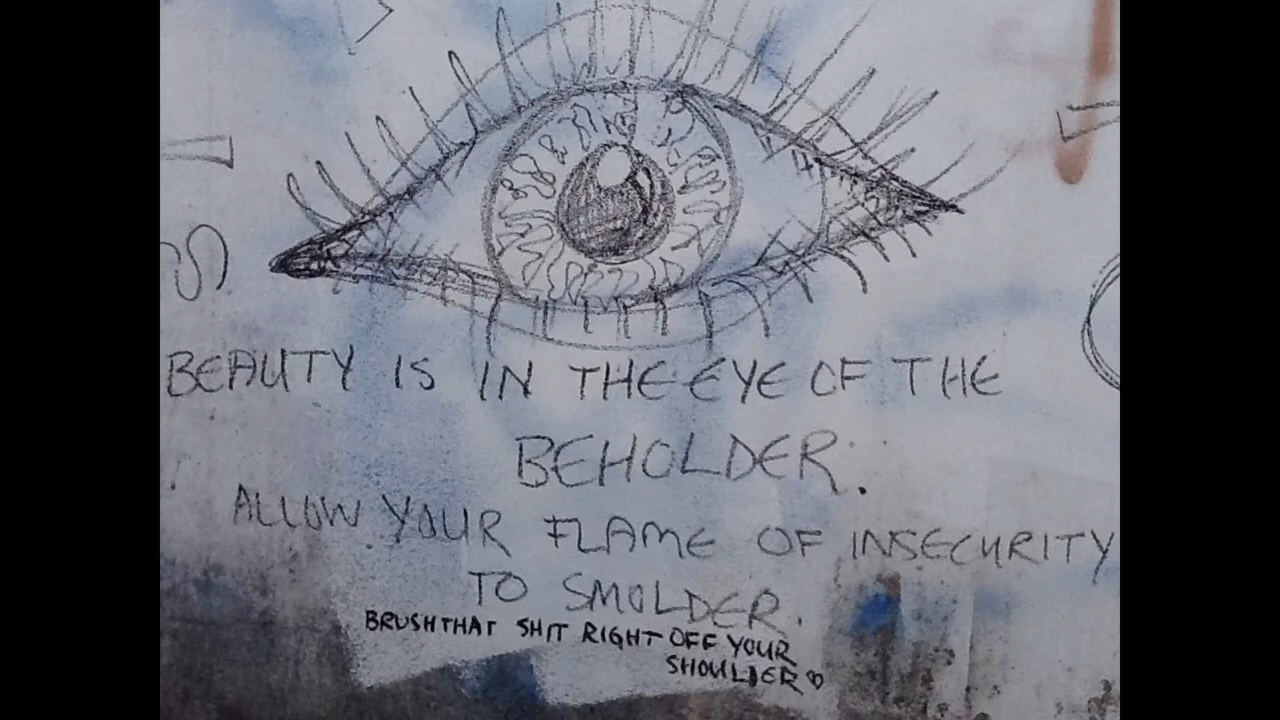 BEAUTY IS IN THE EYE OF THE
BEHOLDER.
ALLOW YOUR FLAME OF INSECURITY
TO SMOLDER.
BRUSH THAT SHIT RIGHT OFF YOUR
SHOULDER